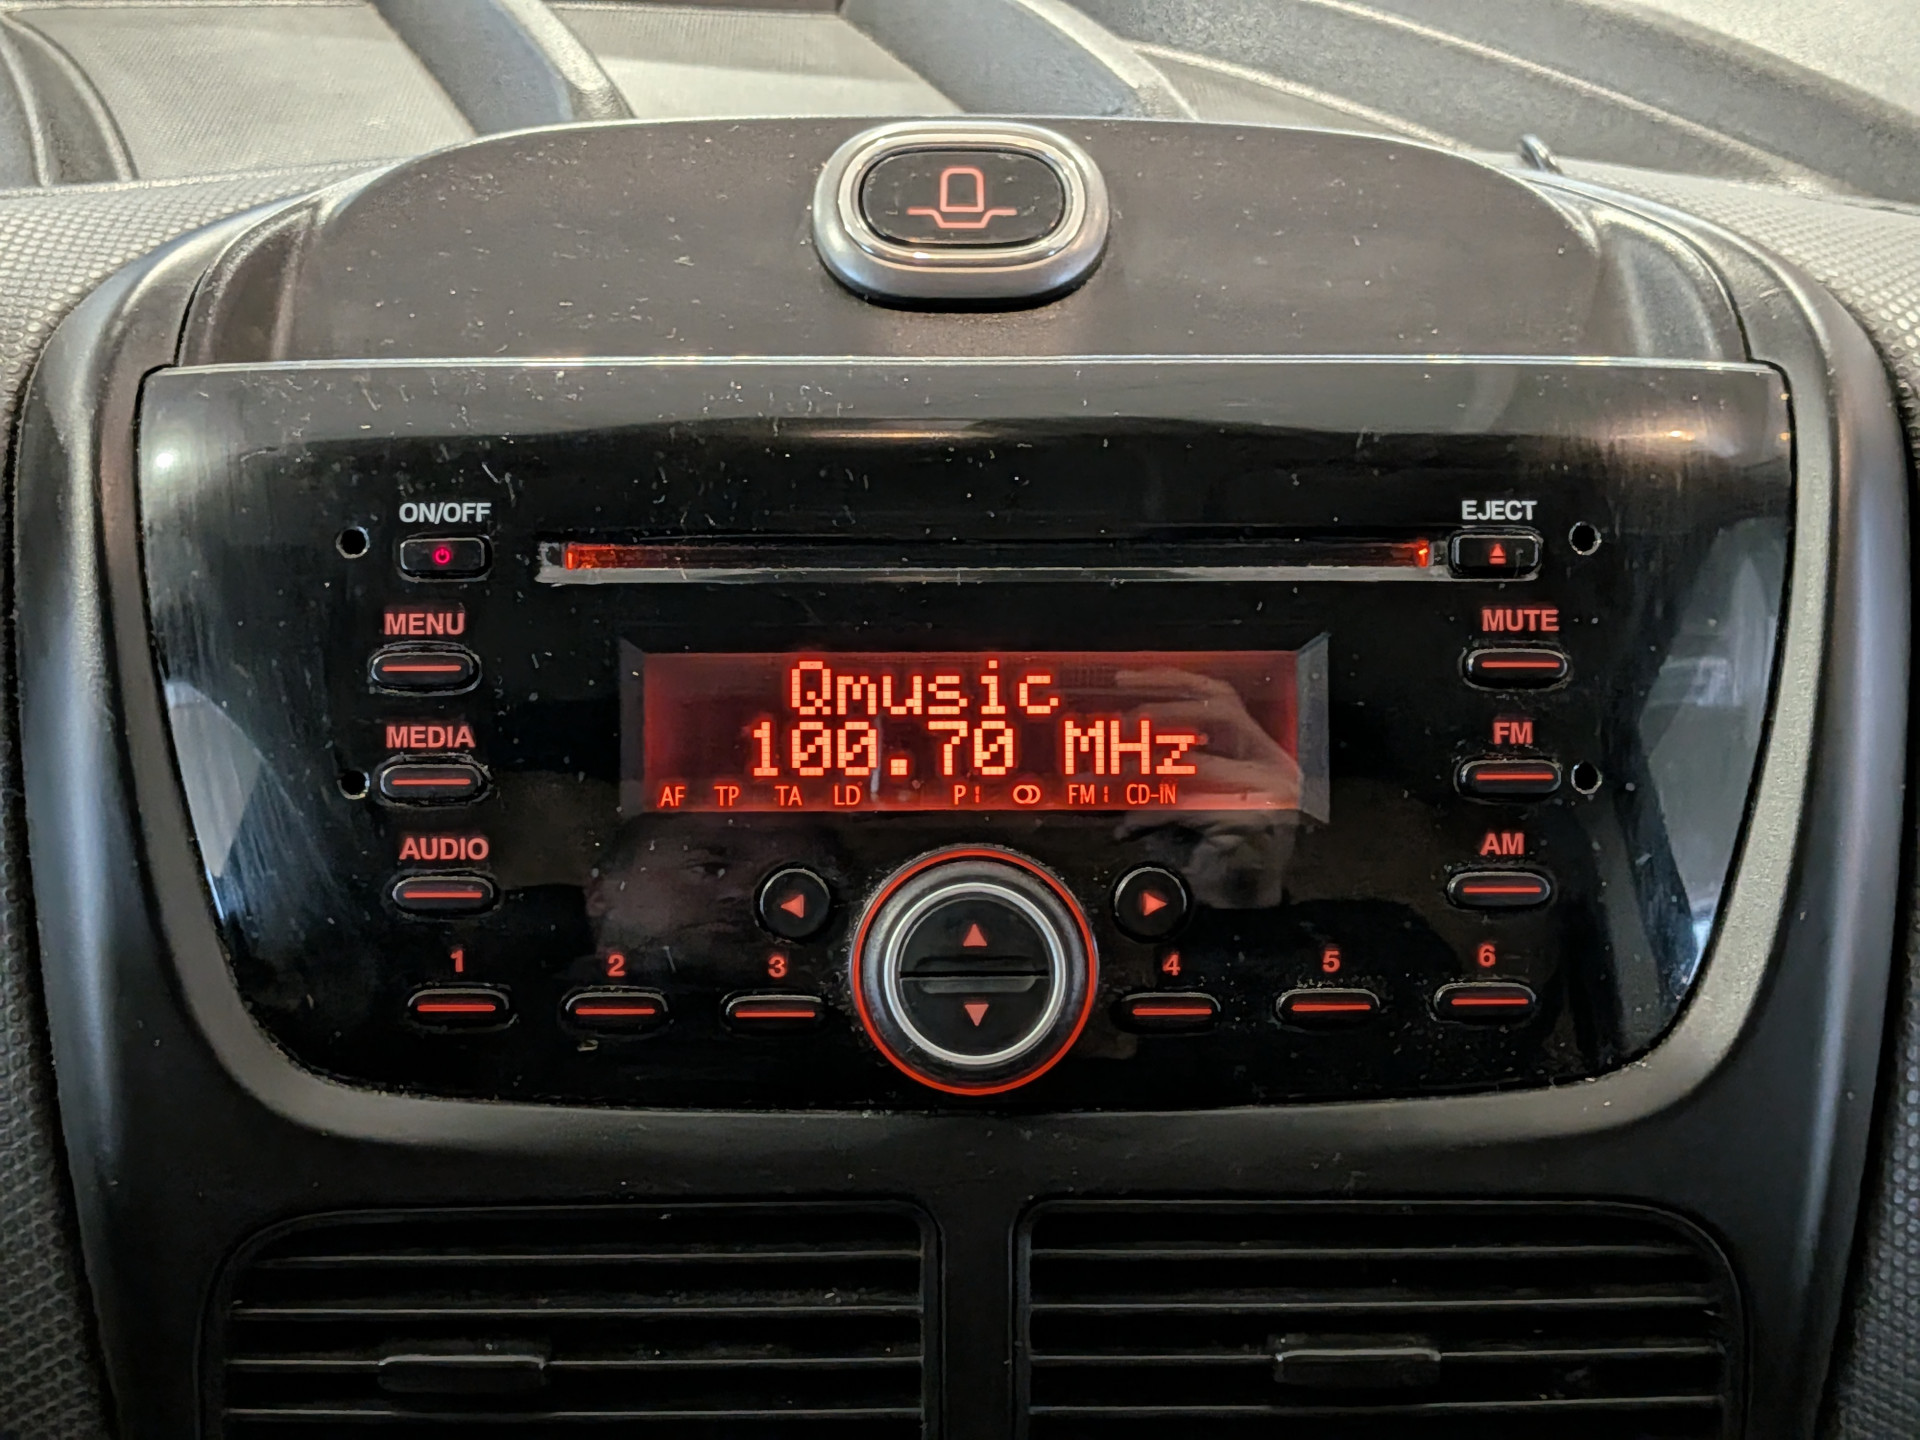 ON/OFF
EJECT
MENU
MUTE
Qmusic
100.70 MHz
MEDIA
FM
AF TP TA LD P| FM| CD-IN
AUDIO
AM
1 2 3 4 5 6